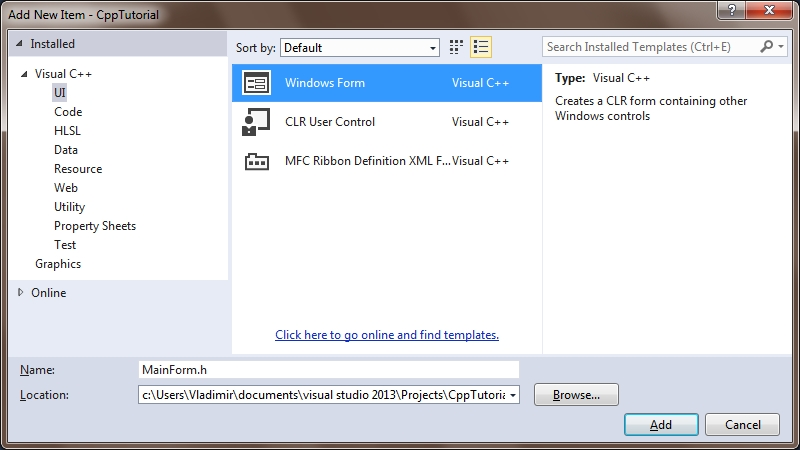 Add New Item - CppTutorial
Installed
Visual C++
UI
Code
HLSL
Data
Resource
Web
Utility
Property Sheets
Test
Graphics
Online
Sort by: Default
Search Installed Templates (Ctrl+E)
Windows Form Visual C++
CLR User Control Visual C++
MFC Ribbon Definition XML F... Visual C++
Click here to go online and find templates.
Type: Visual C++
Creates a CLR form containing other
Windows controls
Name: MainForm.h
Location: c:\Users\Vladimir\documents\visual studio 2013\Projects\CppTutoria
Browse...
Add Cancel